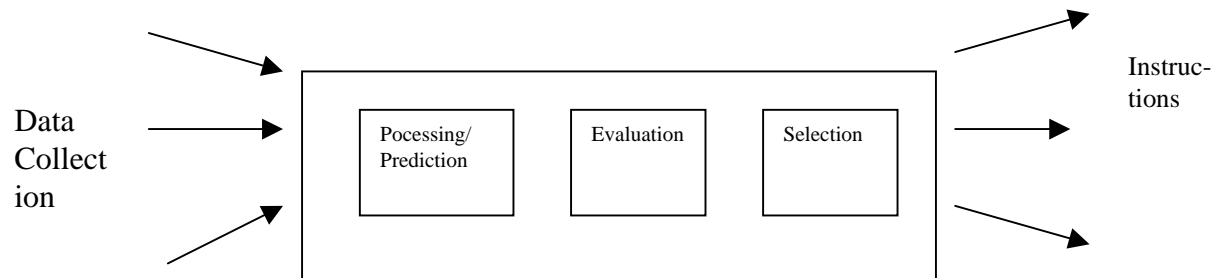 Data
Collect
ion
Pocessing/
Prediction
Evaluation
Selection
Instruc-
tions